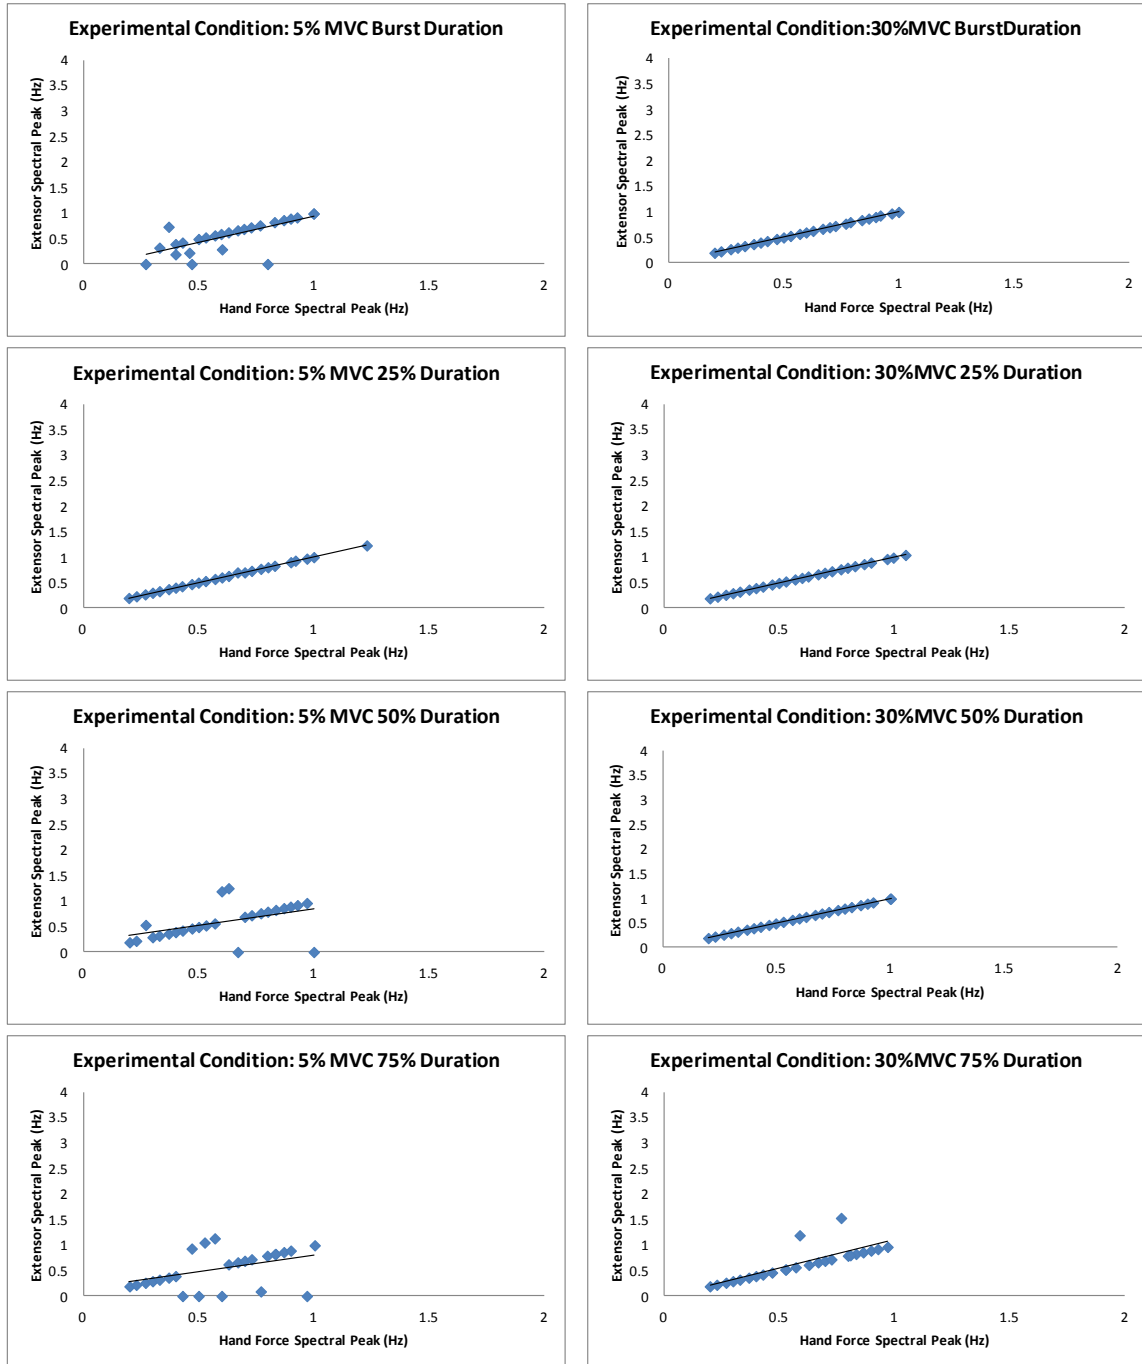 Experimental Condition: 5% MVC Burst Duration
Extensor Spectral Peak (Hz)
4
3.5
3
2.5
2
1.5
1
0.5
0
0 0.5 1 1.5 2
Hand Force Spectral Peak (Hz)
Experimental Condition:30%MVC BurstDuration
Extensor Spectral Peak (Hz)
4
3.5
3
2.5
2
1.5
1
0.5
0
0 0.5 1 1.5 2
Hand Force Spectral Peak (Hz)
Experimental Condition: 5% MVC 25% Duration
Extensor Spectral Peak (Hz)
4
3.5
3
2.5
2
1.5
1
0.5
0
0 0.5 1 1.5 2
Hand Force Spectral Peak (Hz)
Experimental Condition: 30%MVC 25% Duration
Extensor Spectral Peak (Hz)
4
3.5
3
2.5
2
1.5
1
0.5
0
0 0.5 1 1.5 2
Hand Force Spectral Peak (Hz)
Experimental Condition: 5% MVC 50% Duration
Extensor Spectral Peak (Hz)
4
3.5
3
2.5
2
1.5
1
0.5
0
0 0.5 1 1.5 2
Hand Force Spectral Peak (Hz)
Experimental Condition: 30%MVC 50% Duration
Extensor Spectral Peak (Hz)
4
3.5
3
2.5
2
1.5
1
0.5
0
0 0.5 1 1.5 2
Hand Force Spectral Peak (Hz)
Experimental Condition: 5% MVC 75% Duration
Extensor Spectral Peak (Hz)
4
3.5
3
2.5
2
1.5
1
0.5
0
0 0.5 1 1.5 2
Hand Force Spectral Peak (Hz)
Experimental Condition: 30%MVC 75% Duration
Extensor Spectral Peak (Hz)
4
3.5
3
2.5
2
1.5
1
0.5
0
0 0.5 1 1.5 2
Hand Force Spectral Peak (Hz)